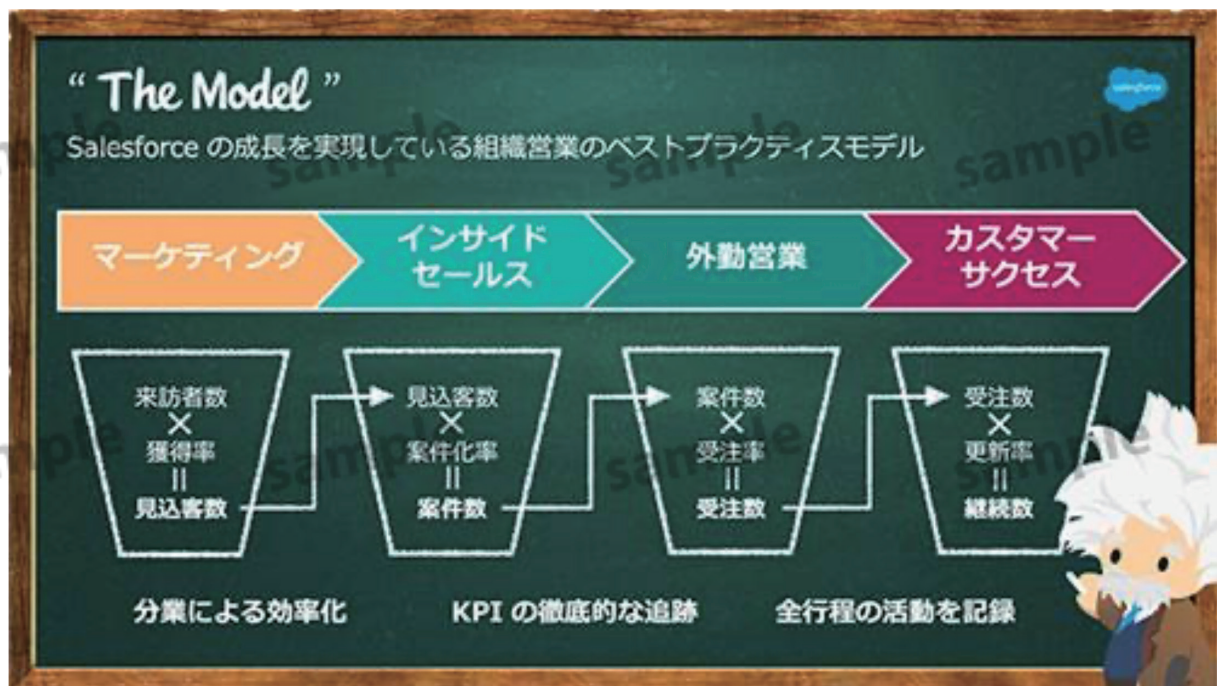 “ The Model ”
salesforce
Salesforce の成長を実現している組織営業のベストプラクティスモデル
マーケティング
インサイド
セールス
外勤営業
カスタマー
サクセス
来訪者数
×
獲得率
||
見込客数
見込客数
×
案件化率
||
案件数
案件数
×
受注率
||
受注数
受注数
×
更新率
||
継続数
分業による効率化
KPI の徹底的な追跡
全行程の活動を記録
sample
sample
sample
sample
sample
sample
sample
sample